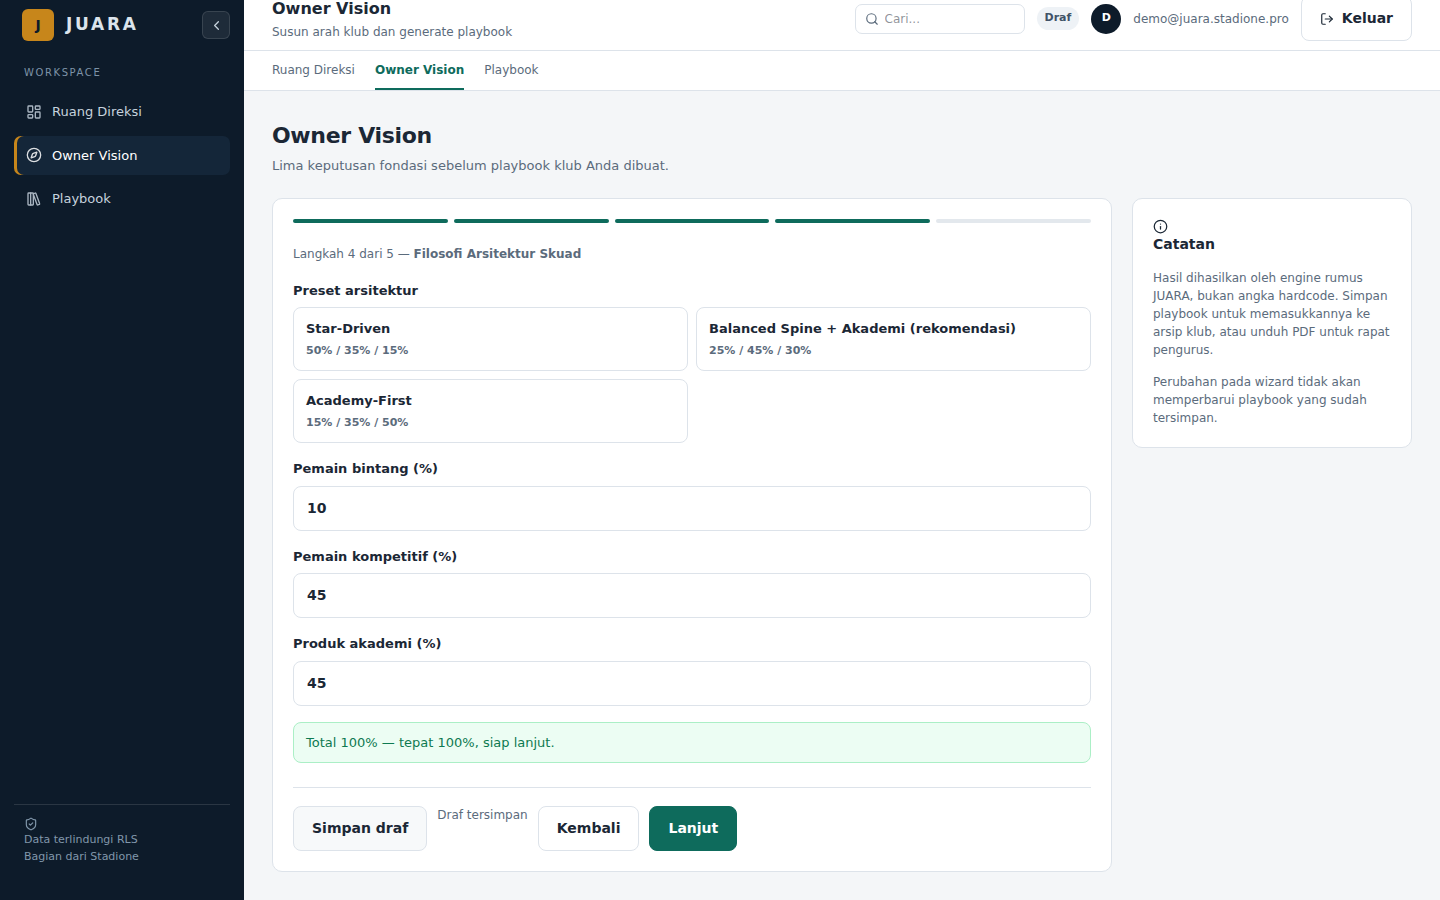 J
JUARA
WORKSPACE
Ruang Direksi
Owner Vision
Playbook
Data terlindungi RLS
Bagian dari Stadione
Owner Vision
Susun arah klub dan generate playbook
Cari...
Draf
D
demo@juara.stadione.pro
Keluar
Ruang Direksi
Owner Vision
Playbook
Owner Vision
Lima keputusan fondasi sebelum playbook klub Anda dibuat.
Langkah 4 dari 5 — Filosofi Arsitektur Skuad
Preset arsitektur
Star-Driven
50% / 35% / 15%
Balanced Spine + Akademi (rekomendasi)
25% / 45% / 30%
Academy-First
15% / 35% / 50%
Pemain bintang (%)
10
Pemain kompetitif (%)
45
Produk akademi (%)
45
Total 100% — tepat 100%, siap lanjut.
Simpan draf
Draf tersimpan
Kembali
Lanjut
Catatan
Hasil dihasilkan oleh engine rumus
JUARA, bukan angka hardcode. Simpan
playbook untuk memasukkannya ke
arsip klub, atau unduh PDF untuk rapat
pengurus.
Perubahan pada wizard tidak akan
memperbarui playbook yang sudah
tersimpan.